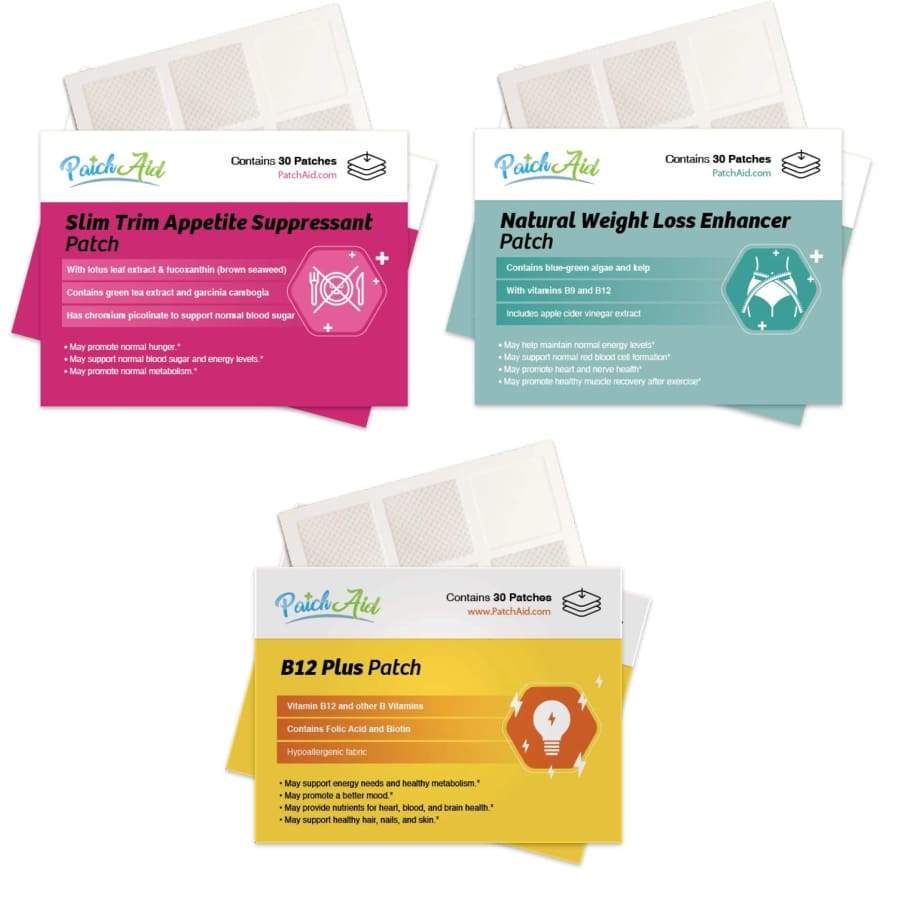 Patch Aid
Contains 30 Patches
PatchAid.com
Slim Trim Appetite Suppressant
Patch
With lotus leaf extract & fucoxanthin (brown seaweed)
Contains green tea extract and garcinia cambogia
Has chromium picolinate to support normal blood sugar
• May promote normal hunger.*
• May support normal blood sugar and energy levels.*
• May promote normal metabolism.*
Patch Aid
Contains 30 Patches
PatchAid.com
Natural Weight Loss Enhancer
Patch
Contains blue-green algae and kelp
With vitamins B9 and B12
Includes apple cider vinegar extract
• May help maintain normal energy levels*
• May support normal red blood cell formation*
• May promote heart and nerve health*
• May promote healthy muscle recovery after exercise*
Patch Aid
Contains 30 Patches
www.PatchAid.com
B12 Plus Patch
Vitamin B12 and other B Vitamins
Contains Folic Acid and Biotin
Hypoallergenic fabric
• May support energy needs and healthy metabolism.*
• May promote a better mood.*
• May provide nutrients for heart, blood, and brain health.*
• May support healthy hair, nails, and skin.*